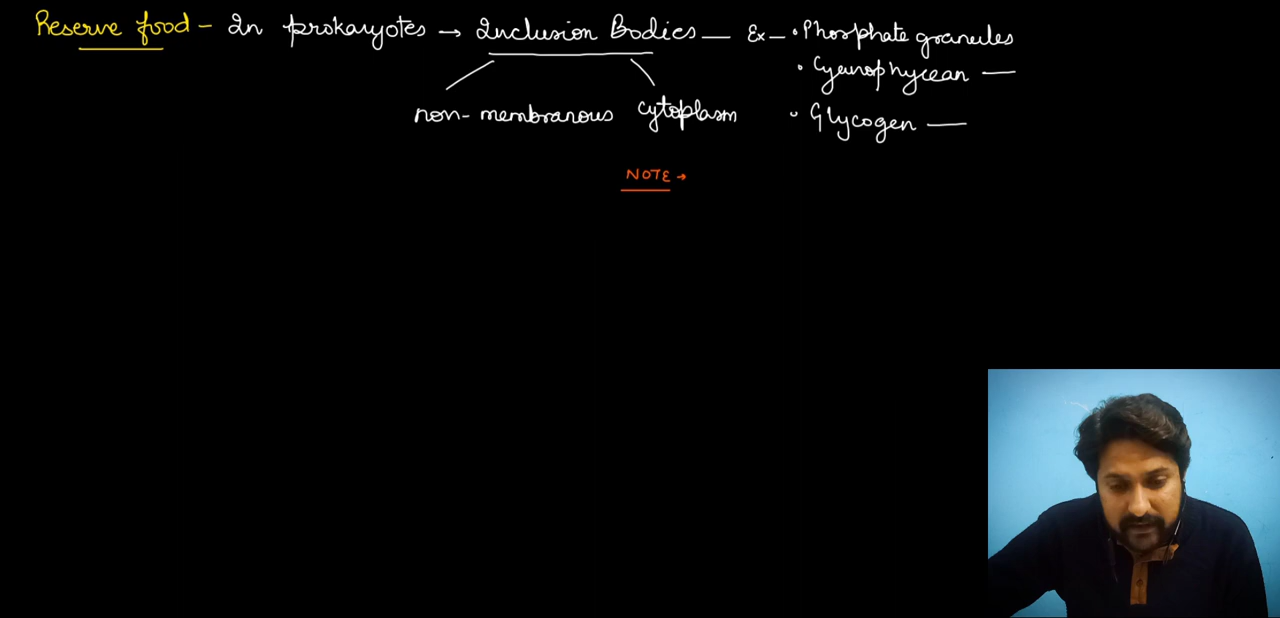 Reserve food - In prokaryotes → Inclusion Bodies — Ex - • Phosphate granules
• Cyanophycean —
non-membranous cytoplasm • Glycogen —
NOTE →